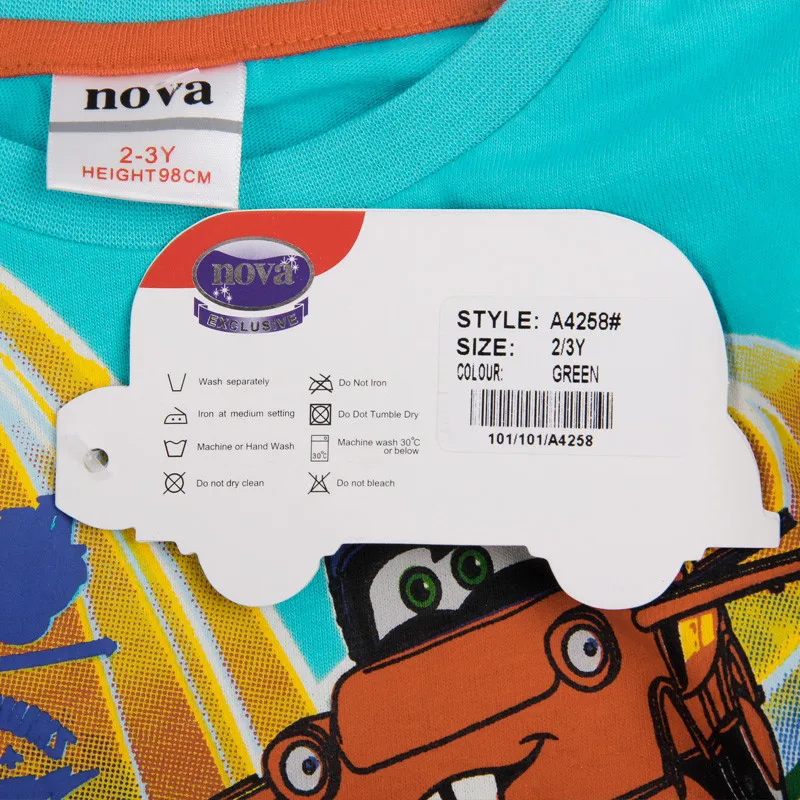 nova
2-3Y
HEIGHT98CM
nova
EXCLUSIVE
STYLE: A4258#
SIZE: 2/3Y
COLOUR: GREEN
101/101/A4258
Wash separately
Do Not Iron
Iron at medium setting
Do Dot Tumble Dry
Machine or Hand Wash
30°C
Machine wash 30°C
or below
Do not dry clean
Do not bleach